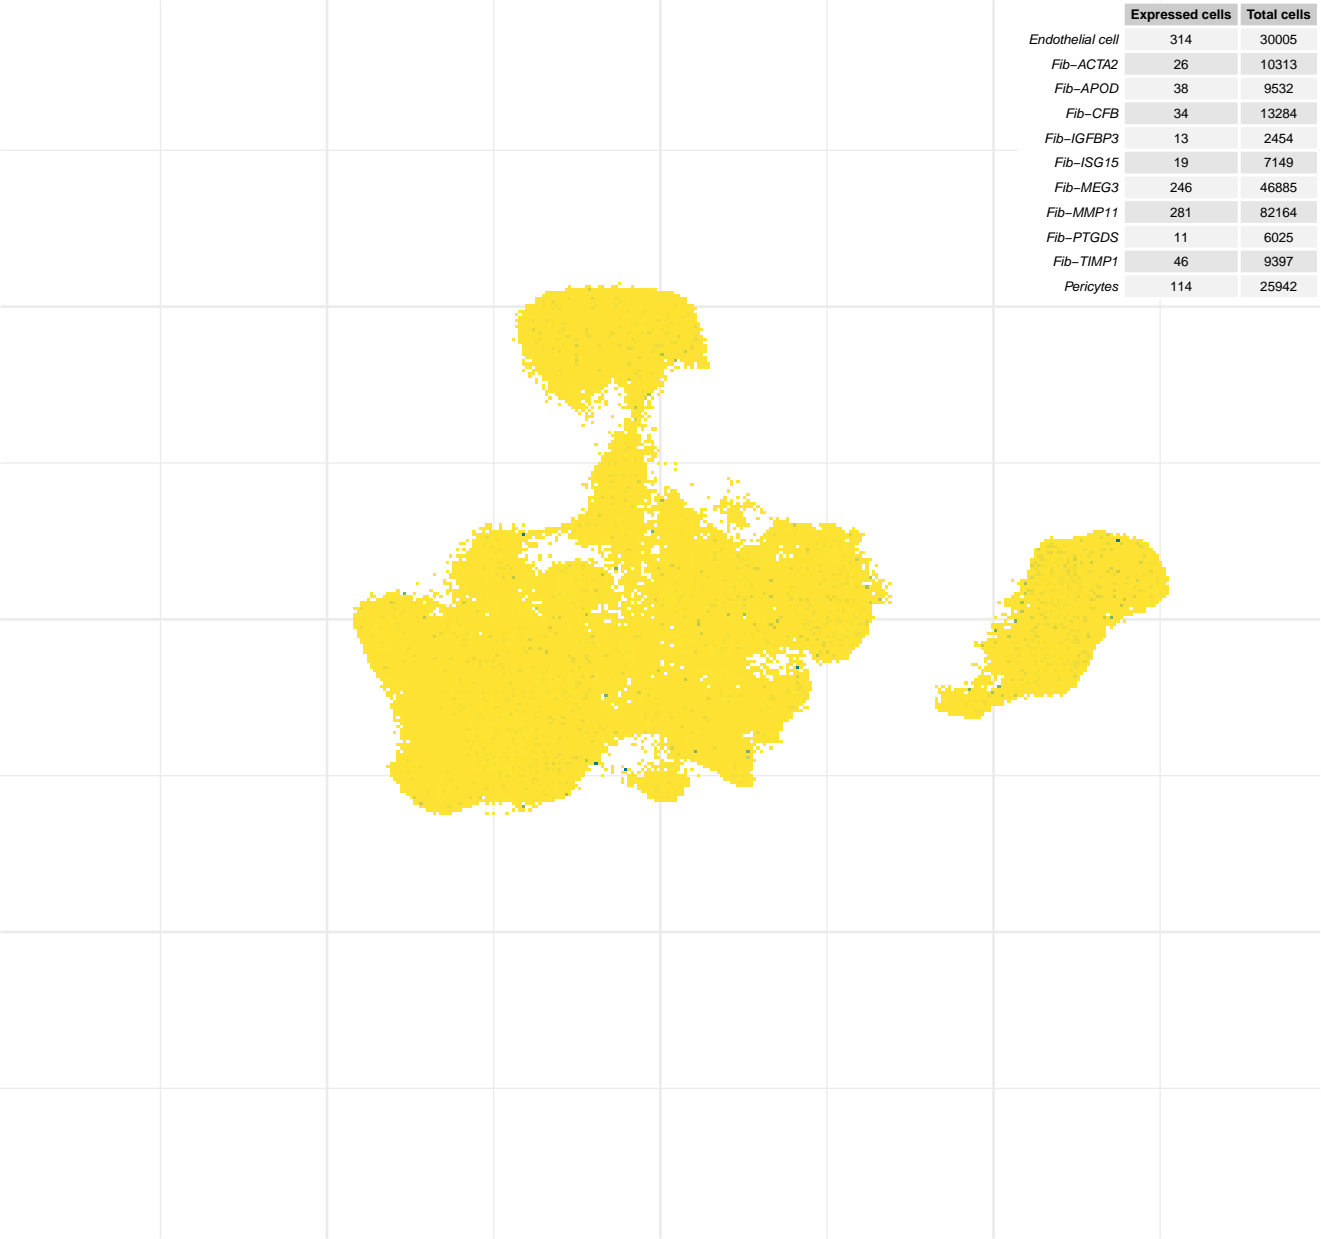 Expressed cells Total cells
Endothelial cell 314 30005
Fib−ACTA2 26 10313
Fib−APOD 38 9532
Fib−CFB 34 13284
Fib−IGFBP3 13 2454
Fib−ISG15 19 7149
Fib−MEG3 246 46885
Fib−MMP11 281 82164
Fib−PTGDS 11 6025
Fib−TIMP1 46 9397
Pericytes 114 25942